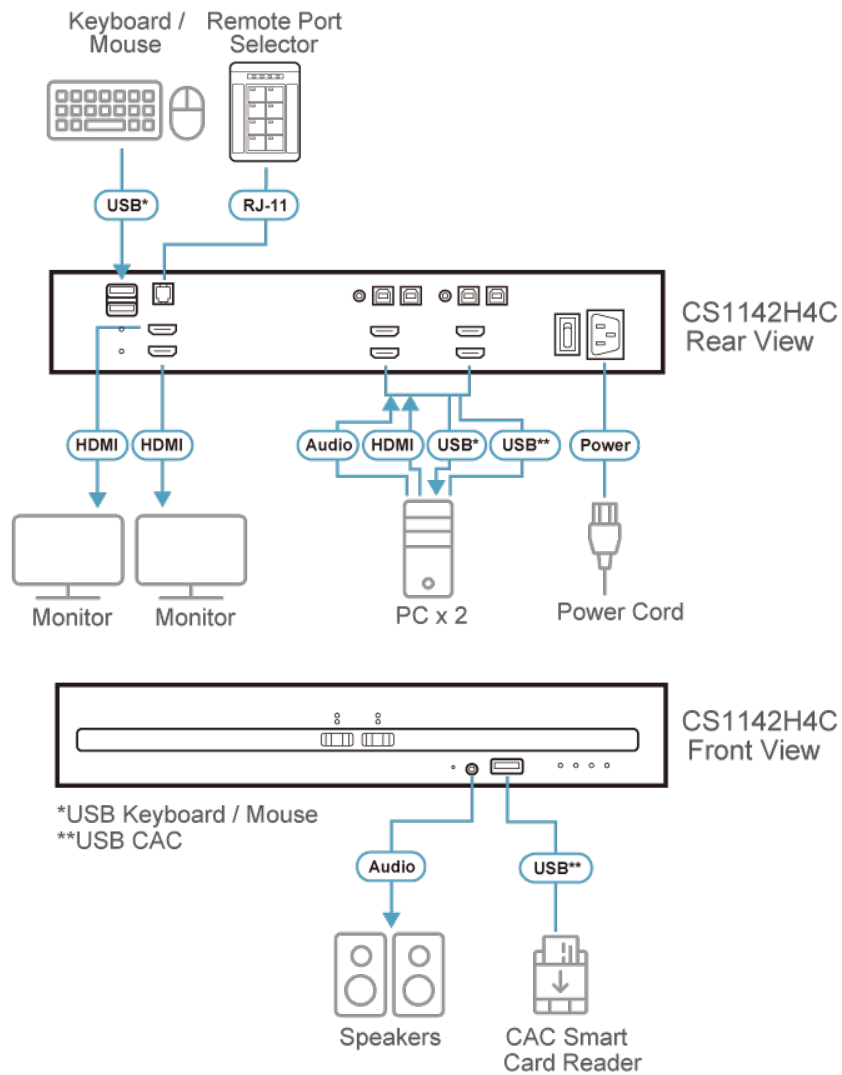 Keyboard /
Mouse
Remote Port
Selector
USB*
RJ-11
CS1142H4C
Rear View
HDMI
HDMI
Audio
HDMI
USB*
USB**
Power
Monitor
Monitor
PC x 2
Power Cord
CS1142H4C
Front View
*USB Keyboard / Mouse
**USB CAC
Audio
USB**
Speakers
CAC Smart
Card Reader